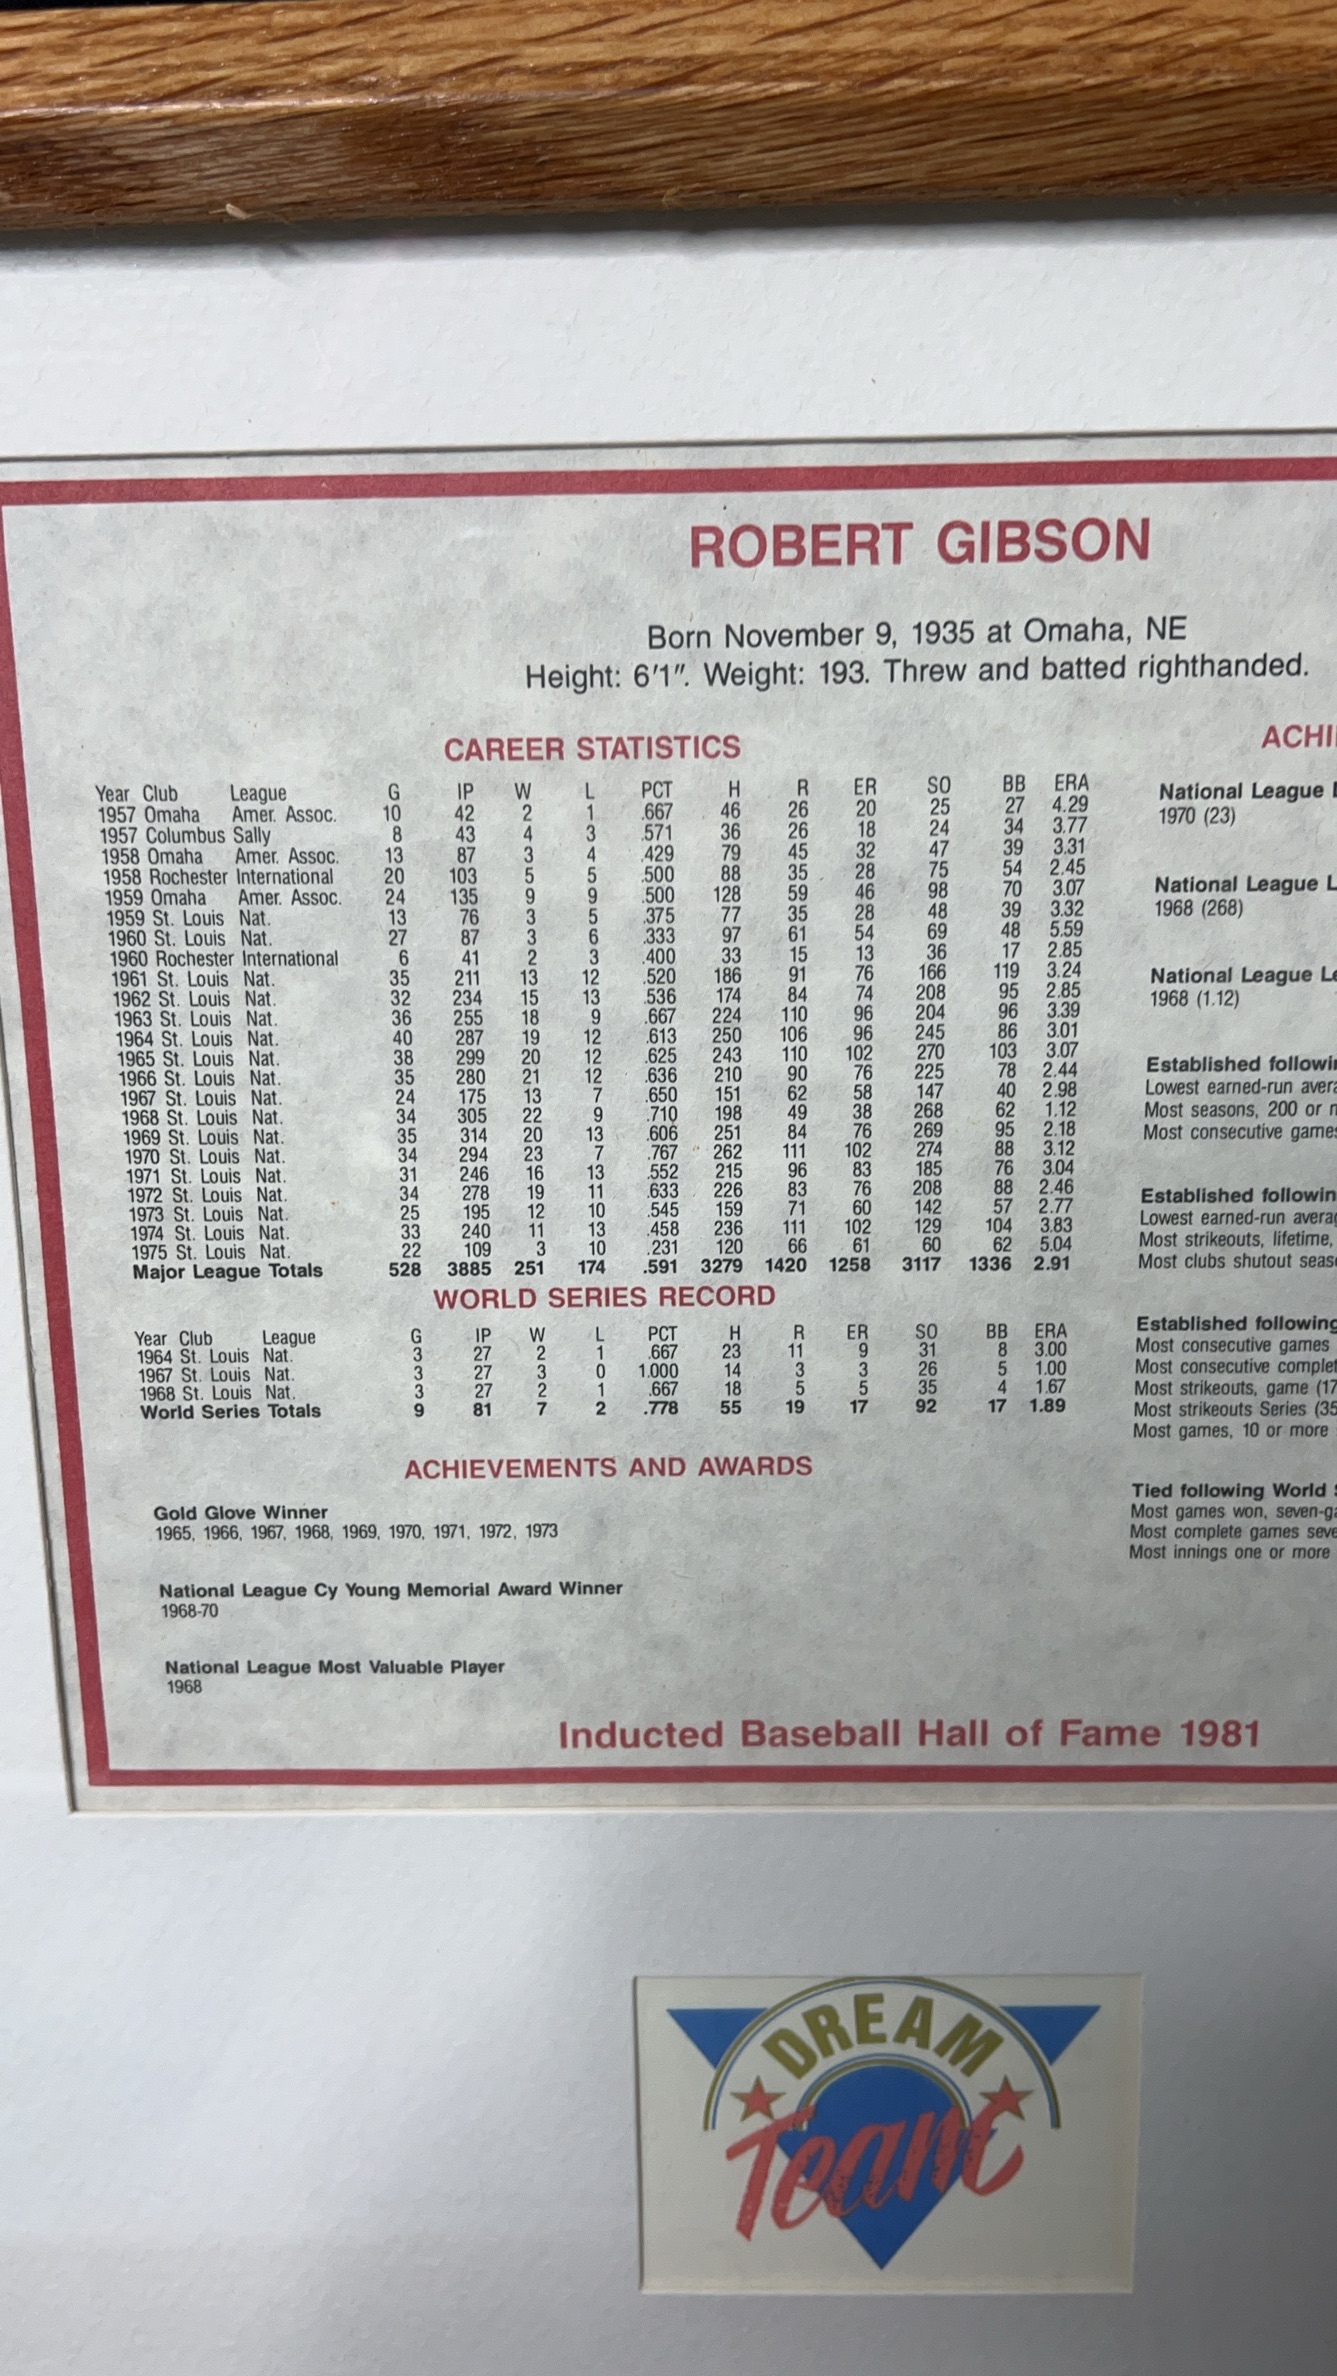 ROBERT GIBSON
Born November 9, 1935 at Omaha, NE
Height: 6'1". Weight: 193. Threw and batted righthanded.
CAREER STATISTICS
Year Club League G IP W L PCT H R ER SO BB ERA
1957 Omaha Amer. Assoc. 10 42 2 1 .667 46 26 20 25 27 4.29
1957 Columbus Sally 8 43 4 3 .571 36 26 18 24 34 3.77
1958 Omaha Amer. Assoc. 13 87 3 4 .429 79 45 32 47 39 3.31
1958 Rochester International 20 103 5 5 .500 88 35 28 75 54 2.45
1959 Omaha Amer. Assoc. 24 135 9 9 .500 128 59 46 98 70 3.07
1959 St. Louis Nat. 13 76 3 5 .375 77 35 28 48 39 3.32
1960 St. Louis Nat. 27 87 3 6 .333 97 61 54 69 48 5.59
1960 Rochester International 6 41 2 3 .400 33 15 13 36 17 2.85
1961 St. Louis Nat. 35 211 13 12 .520 186 91 76 166 119 3.24
1962 St. Louis Nat. 32 234 15 13 .536 174 84 74 208 95 2.85
1963 St. Louis Nat. 36 255 18 9 .667 224 110 96 204 96 3.39
1964 St. Louis Nat. 40 287 19 12 .613 250 106 96 245 86 3.01
1965 St. Louis Nat. 38 299 20 12 .625 243 110 102 270 103 3.07
1966 St. Louis Nat. 35 280 21 12 .636 210 90 76 225 78 2.44
1967 St. Louis Nat. 24 175 13 7 .650 151 62 58 147 40 2.98
1968 St. Louis Nat. 34 305 22 9 .710 198 49 38 268 62 1.12
1969 St. Louis Nat. 35 314 20 13 .606 251 84 76 269 95 2.18
1970 St. Louis Nat. 34 294 23 7 .767 262 111 102 274 88 3.12
1971 St. Louis Nat. 31 246 16 13 .552 215 96 83 185 76 3.04
1972 St. Louis Nat. 34 278 19 11 .633 226 83 76 208 88 2.46
1973 St. Louis Nat. 25 195 12 10 .545 159 71 60 142 57 2.77
1974 St. Louis Nat. 33 240 11 13 .458 236 111 102 129 104 3.83
1975 St. Louis Nat. 22 109 3 10 .231 120 66 61 60 62 5.04
Major League Totals 528 3885 251 174 .591 3279 1420 1258 3117 1336 2.91
WORLD SERIES RECORD
Year Club League G IP W L PCT H R ER SO BB ERA
1964 St. Louis Nat. 3 27 2 1 .667 23 11 9 31 8 3.00
1967 St. Louis Nat. 3 27 3 0 1.000 14 3 3 26 5 1.00
1968 St. Louis Nat. 3 27 2 1 .667 18 5 5 35 4 1.67
World Series Totals 9 81 7 2 .778 55 19 17 92 17 1.89
ACHIEVEMENTS AND AWARDS
Gold Glove Winner
1965, 1966, 1967, 1968, 1969, 1970, 1971, 1972, 1973
National League Cy Young Memorial Award Winner
1968-70
National League Most Valuable Player
1968
ACHI
National League
1970 (23)
National League L
1968 (268)
National League Le
1968 (1.12)
Established followi
Lowest earned-run avera
Most seasons, 200 or m
Most consecutive games
Established followin
Lowest earned-run averag
Most strikeouts, lifetime,
Most clubs shutout seas
Established following
Most consecutive games
Most consecutive complet
Most strikeouts, game (17
Most strikeouts Series (35
Most games, 10 or more
Tied following World S
Most games won, seven-ga
Most complete games seve
Most innings one or more
Inducted Baseball Hall of Fame 1981
DREAM
Team